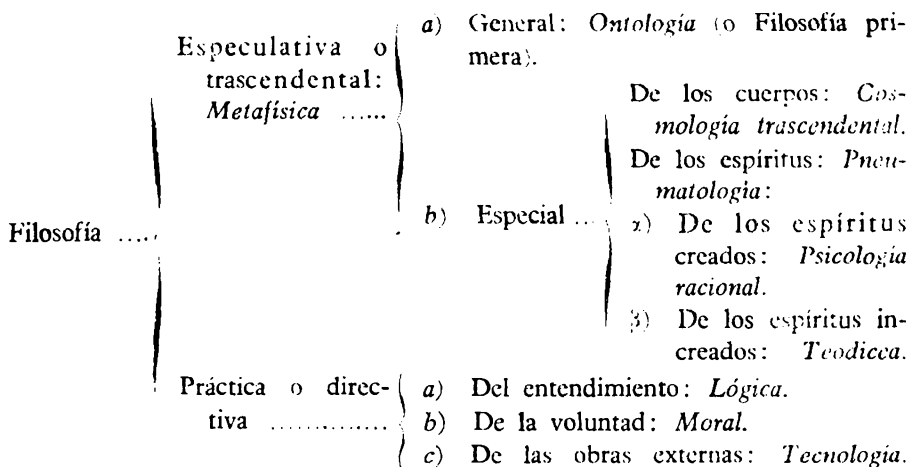 Filosofía .....
Especulativa o
trascendental:
Metafísica ......
a) General: Ontología (o Filosofía pri-
mera).
b) Especial ...
De los cuerpos: Cos-
mología trascendental.
De los espíritus: Pneu-
matología:
α) De los espíritus
creados: Psicología
racional.
β) De los espíritus in-
creados: Teodicea.
Práctica o direc-
tiva ..............
a) Del entendimiento: Lógica.
b) De la voluntad: Moral.
c) De las obras externas: Tecnología.